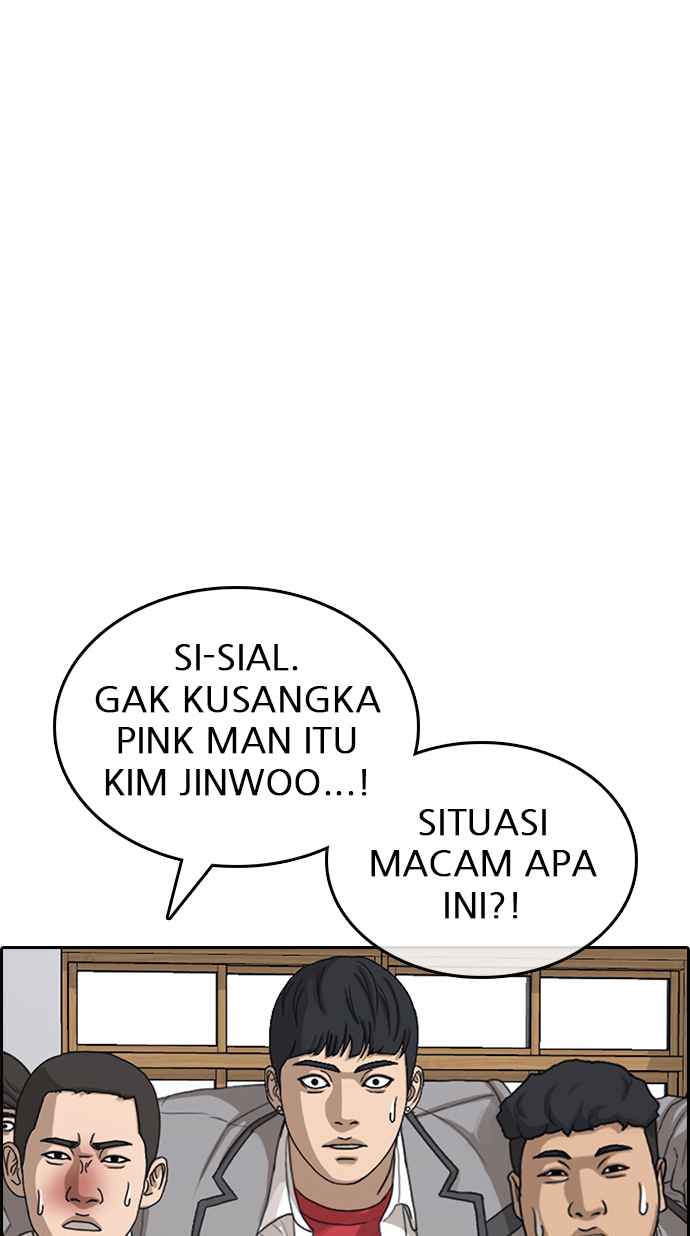 SI-SIAL.
GAK KUSANGKA
PINK MAN ITU
KIM JINWOO...!
SITUASI
MACAM APA
INI?!